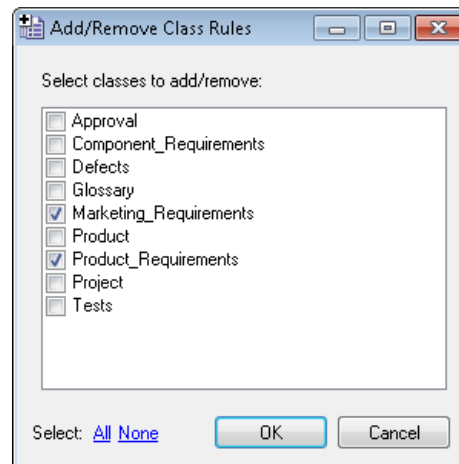 Add/Remove Class Rules
Select classes to add/remove:
Approval
Component_Requirements
Defects
Glossary
Marketing_Requirements
Product
Product_Requirements
Project
Tests
Select: All None OK Cancel